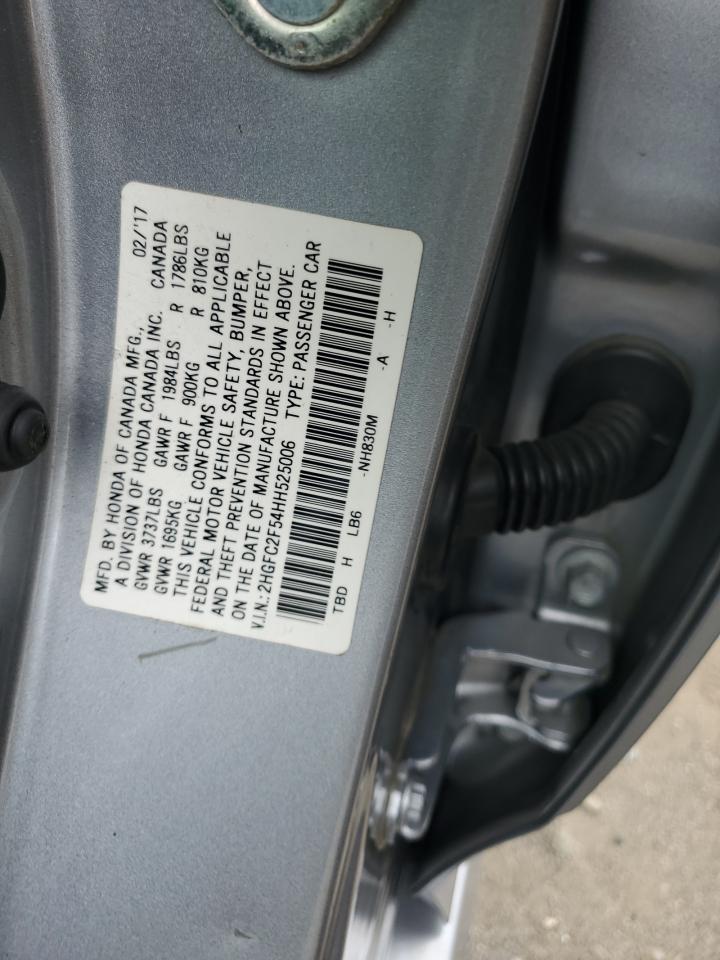 MFD. BY HONDA OF CANADA MFG., 02/'17
A DIVISION OF HONDA CANADA INC. CANADA
GVWR 3737LBS GAWR F 1984LBS R 1786LBS
GVWR 1695KG GAWR F 900KG R 810KG
THIS VEHICLE CONFORMS TO ALL APPLICABLE
FEDERAL MOTOR VEHICLE SAFETY, BUMPER,
AND THEFT PREVENTION STANDARDS IN EFFECT
ON THE DATE OF MANUFACTURE SHOWN ABOVE.
V.I.N.: 2HGFC2F54HH525006 TYPE: PASSENGER CAR
TBD H LB6 -NH830M -A -H